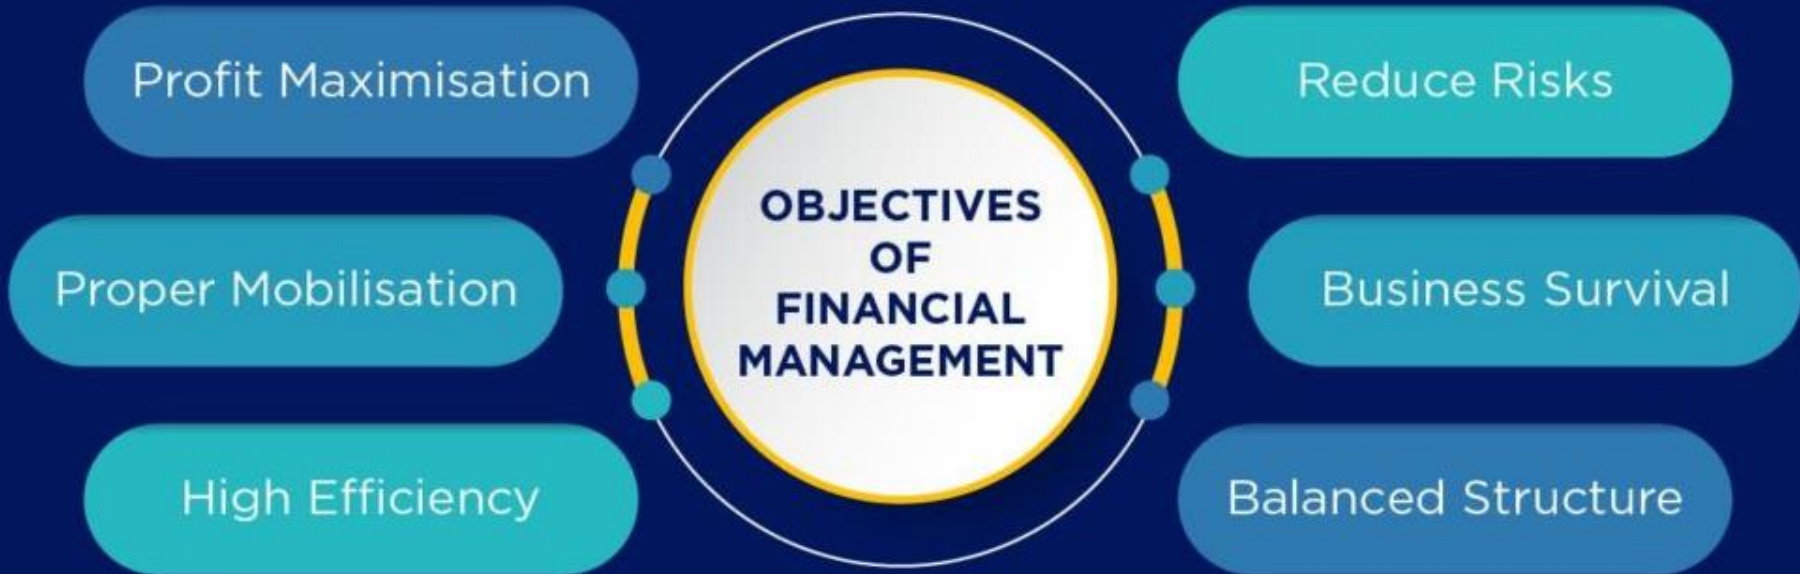 Profit Maximisation
Proper Mobilisation
High Efficiency
OBJECTIVES
OF
FINANCIAL
MANAGEMENT
Reduce Risks
Business Survival
Balanced Structure